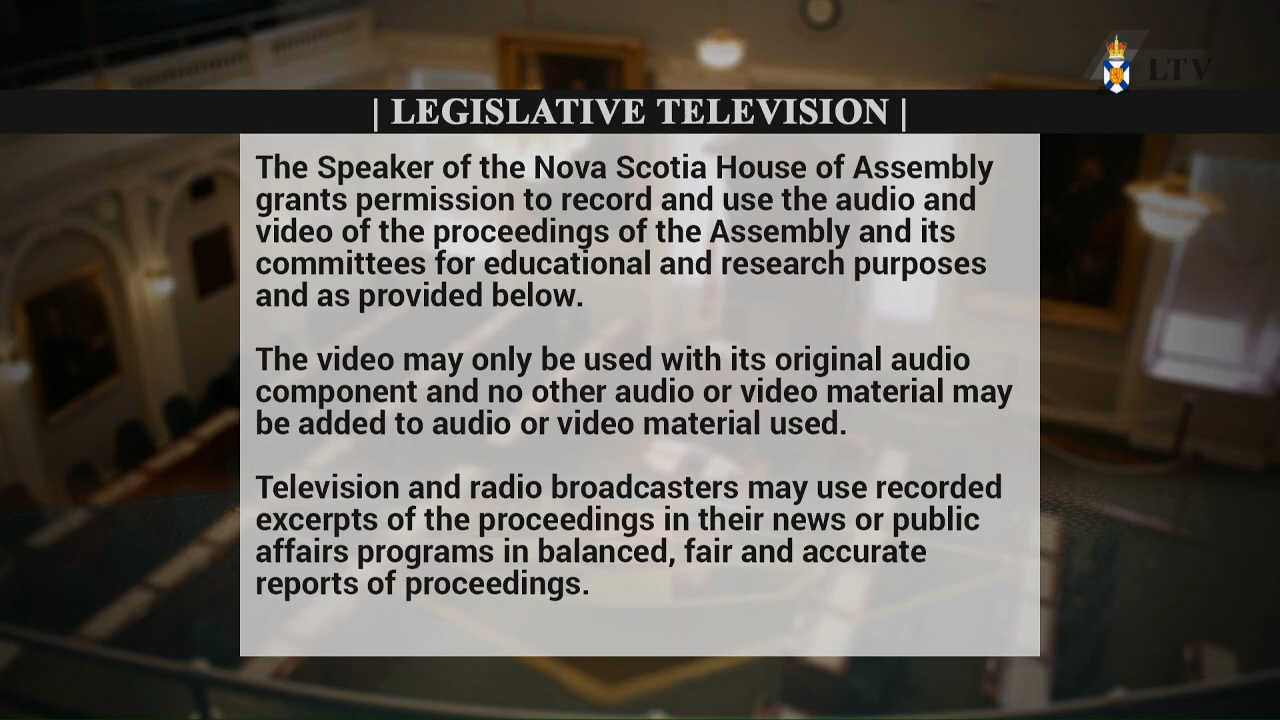 LTV
| LEGISLATIVE TELEVISION |
The Speaker of the Nova Scotia House of Assembly
grants permission to record and use the audio and
video of the proceedings of the Assembly and its
committees for educational and research purposes
and as provided below.
The video may only be used with its original audio
component and no other audio or video material may
be added to audio or video material used.
Television and radio broadcasters may use recorded
excerpts of the proceedings in their news or public
affairs programs in balanced, fair and accurate
reports of proceedings.